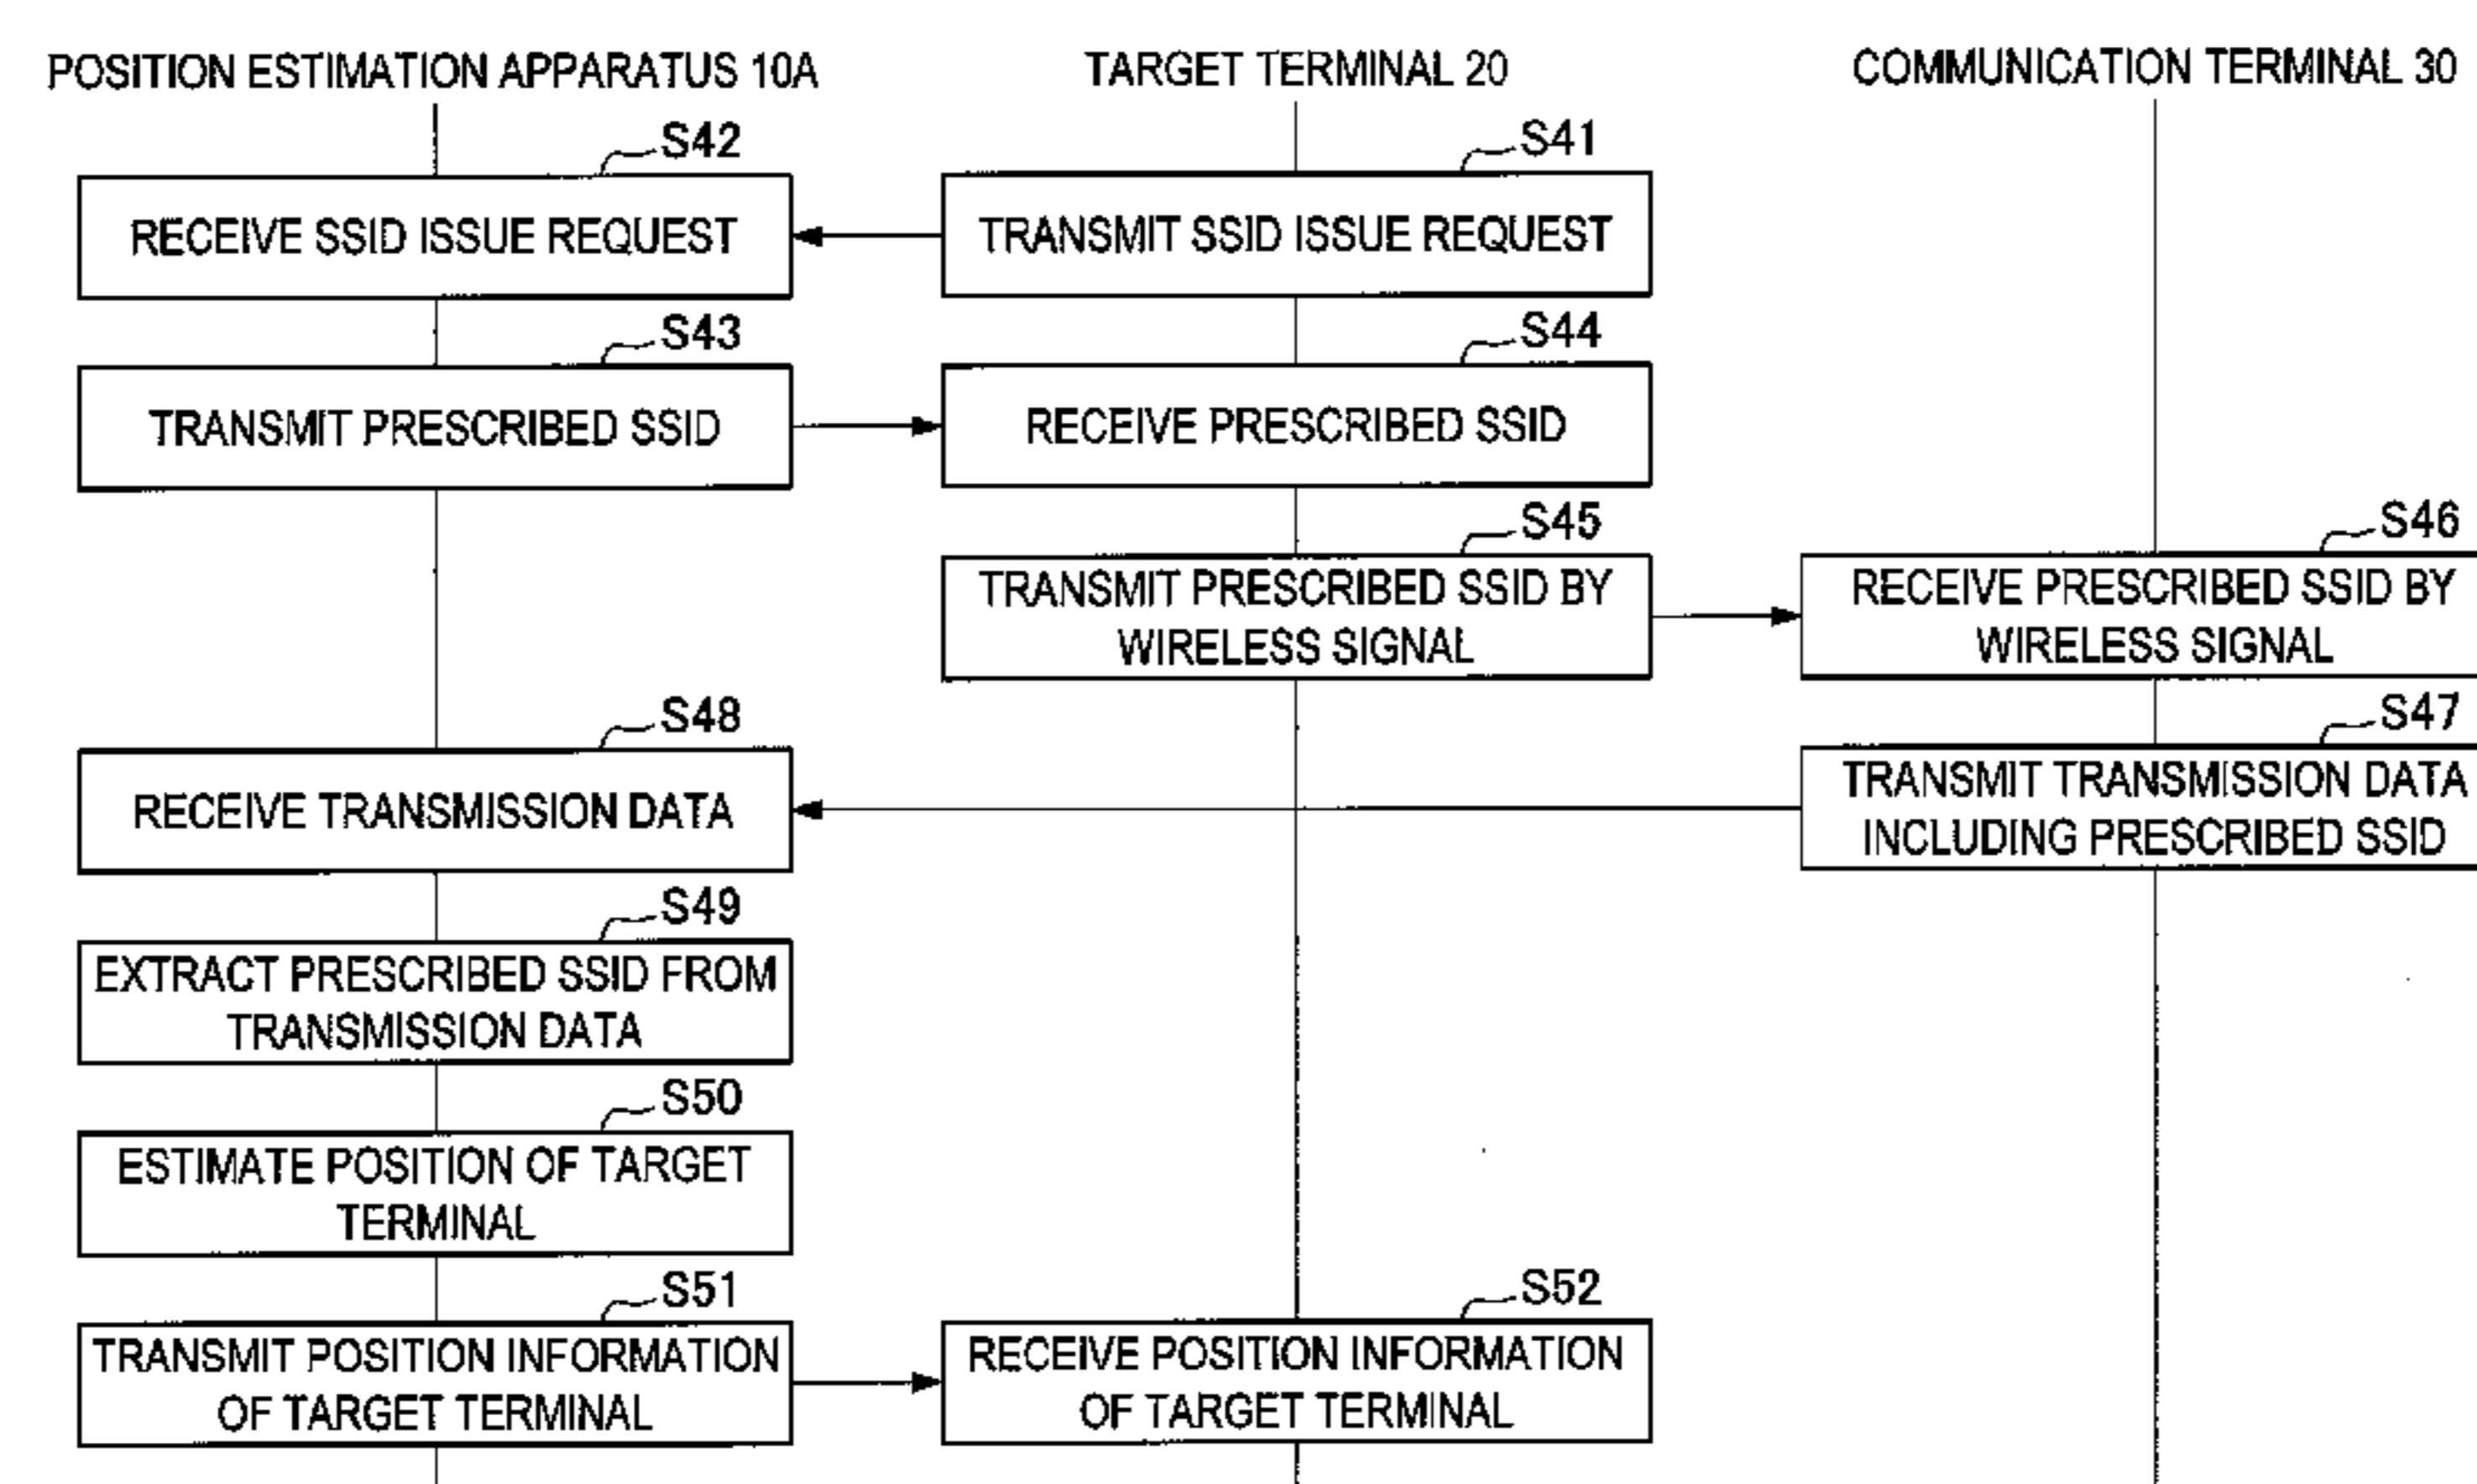 POSITION ESTIMATION APPARATUS 10A
TARGET TERMINAL 20
COMMUNICATION TERMINAL 30
S42
S41
RECEIVE SSID ISSUE REQUEST
TRANSMIT SSID ISSUE REQUEST
S43
S44
TRANSMIT PRESCRIBED SSID
RECEIVE PRESCRIBED SSID
S45
S46
TRANSMIT PRESCRIBED SSID BY
WIRELESS SIGNAL
RECEIVE PRESCRIBED SSID BY
WIRELESS SIGNAL
S48
S47
RECEIVE TRANSMISSION DATA
TRANSMIT TRANSMISSION DATA
INCLUDING PRESCRIBED SSID
S49
EXTRACT PRESCRIBED SSID FROM
TRANSMISSION DATA
S50
ESTIMATE POSITION OF TARGET
TERMINAL
S51
S52
TRANSMIT POSITION INFORMATION
OF TARGET TERMINAL
RECEIVE POSITION INFORMATION
OF TARGET TERMINAL